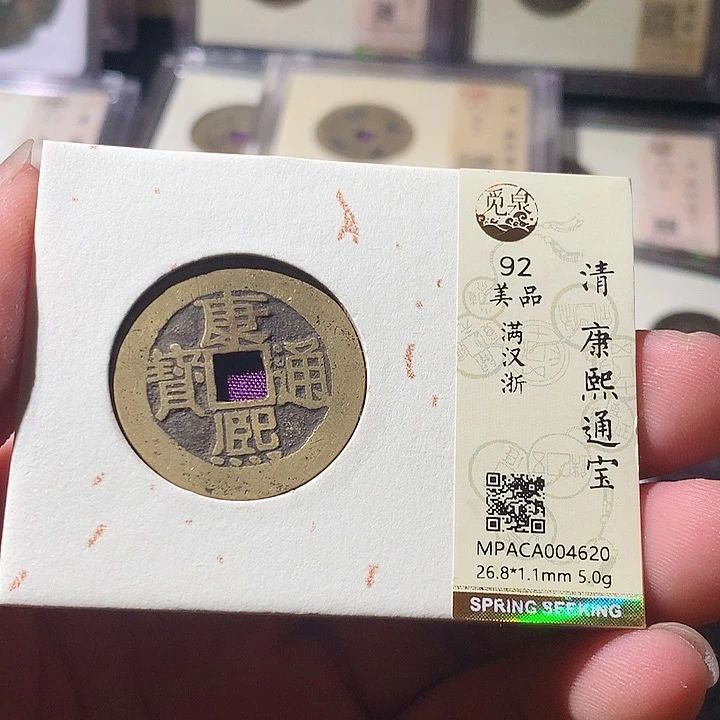 康熙通寶
觅泉
92
美品
满汉浙
清 康熙通宝
MPACA004620
26.8*1.1mm 5.0g
SPRING SEEKING